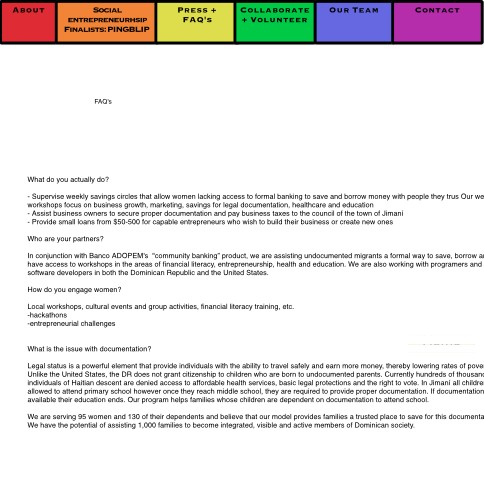 About
Social
entrepreneurhsip
Finalists: PINGBLIP
Press +
FAQ's
Collaborate
+ Volunteer
Our Team
Contact
FAQ's
What do you actually do?
- Supervise weekly savings circles that allow women lacking access to formal banking to save and borrow money with people they trus Our we
workshops focus on business growth, marketing, savings for legal documentation, healthcare and education
- Assist business owners to secure proper documentation and pay business taxes to the council of the town of Jimani
- Provide small loans from $50-500 for capable entrepreneurs who wish to build their business or create new ones
Who are your partners?
In conjunction with Banco ADOPEM's "community banking" product, we are assisting undocumented migrants a formal way to save, borrow a
have access to workshops in the areas of financial literacy, entrepreneurship, health and education. We are also working with programers and
software developers in both the Dominican Republic and the United States.
How do you engage women?
Local workshops, cultural events and group activities, financial literacy training, etc.
-hackathons
-entrepreneurial challenges
What is the issue with documentation?
Legal status is a powerful element that provide individuals with the ability to travel safely and earn more money, thereby lowering rates of pove
Unlike the United States, the DR does not grant citizenship to children who are born to undocumented parents. Currently hundreds of thousand
individuals of Haitian descent are denied access to affordable health services, basic legal protections and the right to vote. In Jimani all childre
allowed to attend primary school however once they reach middle school, they are required to provide proper documentation. If documentation
available their education ends. Our program helps families whose children are dependent on documentation to attend school.
We are serving 95 women and 130 of their dependents and believe that our model provides families a trusted place to save for this documenta
We have the potential of assisting 1,000 families to become integrated, visible and active members of Dominican society.